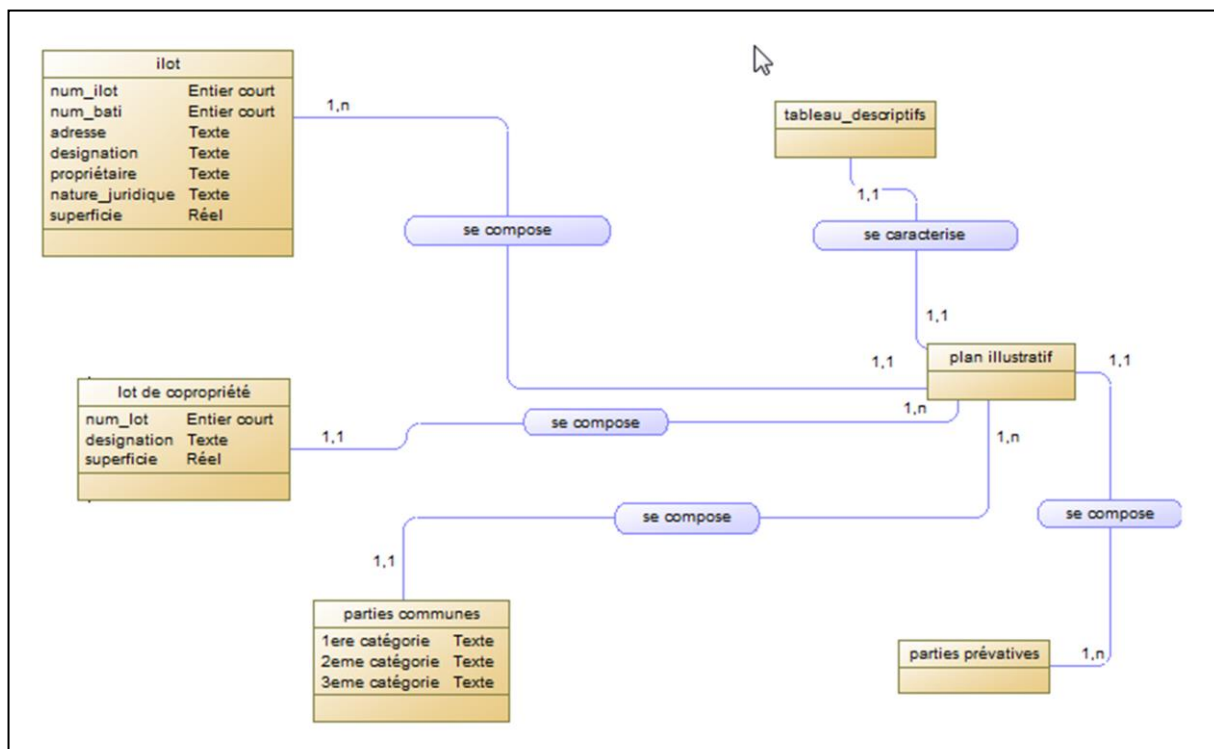 ilot
num_ilot Entier court
num_bati Entier court
adresse Texte
designation Texte
propriétaire Texte
nature_juridique Texte
superficie Réel
1,n
se compose
1,1
tableau_descriptifs
1,1
se caracterise
1,1
plan illustratif
1,1
lot de copropriété
num_lot Entier court
designation Texte
superficie Réel
1,1
se compose
1,n
1,n
se compose
1,1
se compose
parties communes
1ere catégorie Texte
2eme catégorie Texte
3eme catégorie Texte
parties prévatives
1,n